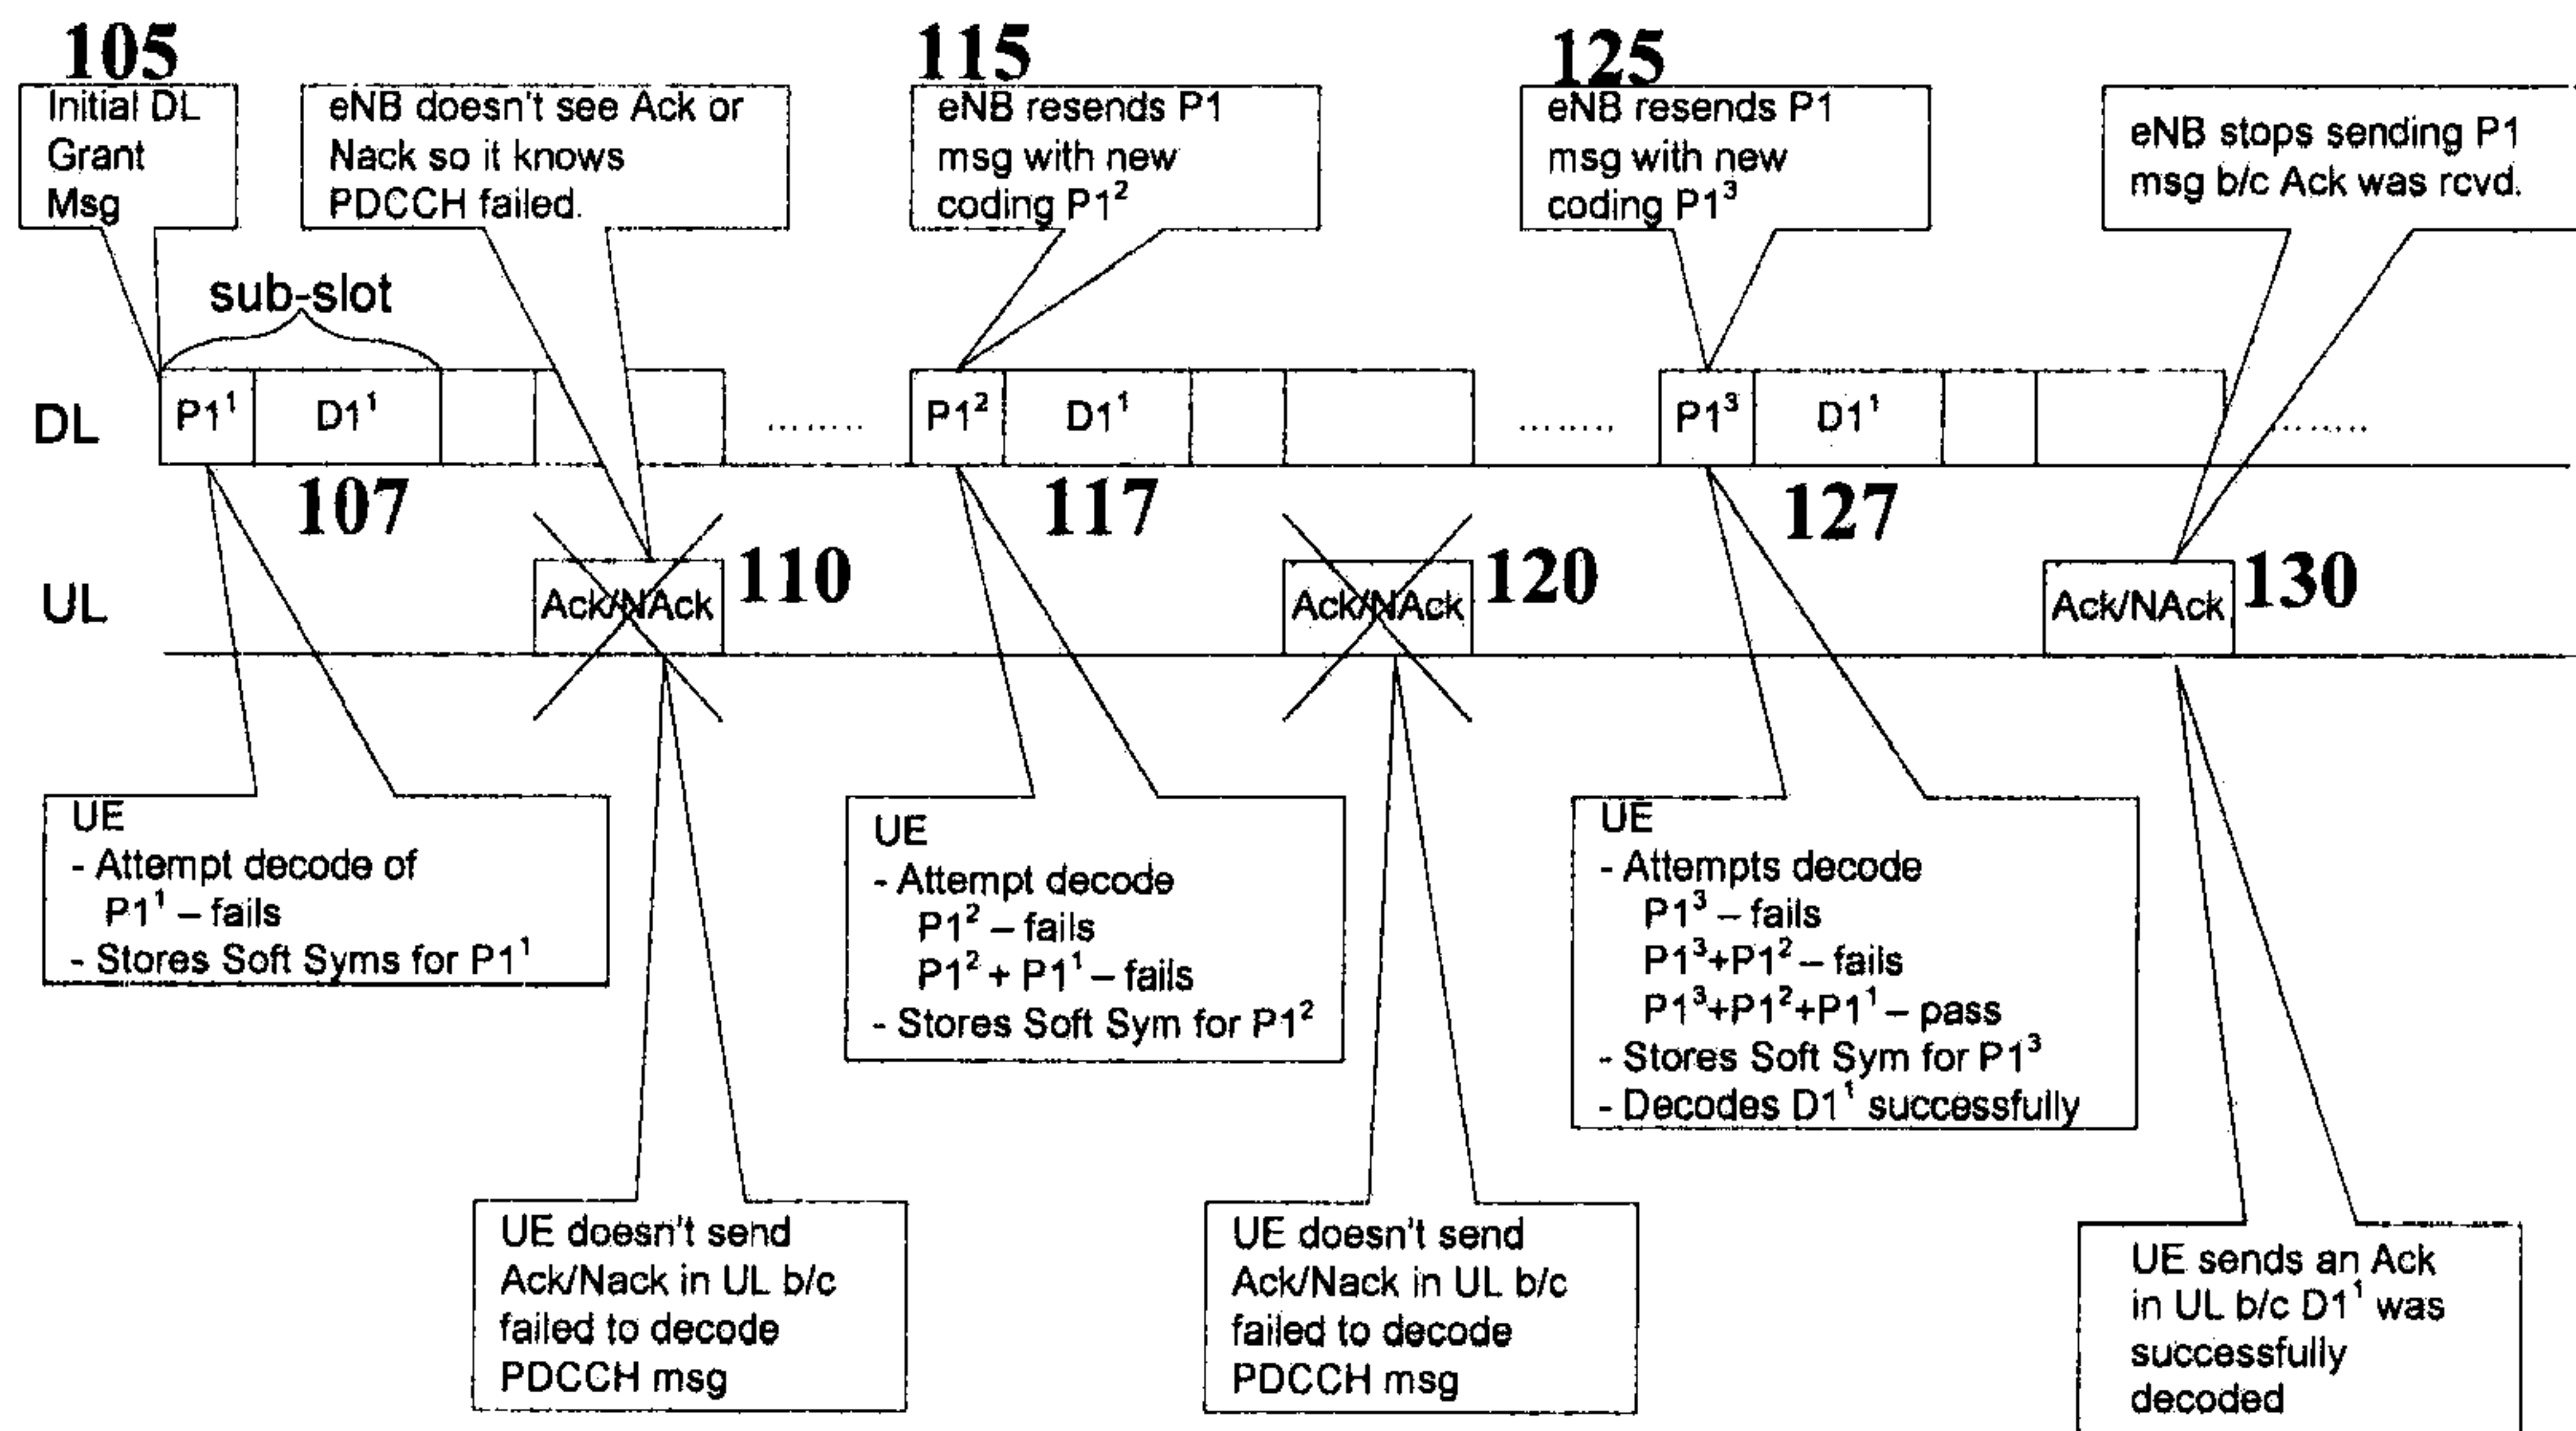 105
Initial DL
Grant
Msg
eNB doesn't see Ack or
Nack so it knows
PDCCH failed.
115
eNB resends P1
msg with new
coding P1²
125
eNB resends P1
msg with new
coding P1³
eNB stops sending P1
msg b/c Ack was rcvd.
sub-slot
DL
P1¹
D1¹
........
P1²
D1¹
........
P1³
D1¹
........
107
117
127
UL
Ack/NAck
110
Ack/NAck
120
Ack/NAck
130
UE
- Attempt decode of
P1¹ – fails
- Stores Soft Syms for P1¹
UE
- Attempt decode
P1² – fails
P1² + P1¹ – fails
- Stores Soft Sym for P1²
UE
- Attempts decode
P1³ – fails
P1³+P1² – fails
P1³+P1²+P1¹ – pass
- Stores Soft Sym for P1³
- Decodes D1¹ successfully
UE doesn't send
Ack/Nack in UL b/c
failed to decode
PDCCH msg
UE doesn't send
Ack/Nack in UL b/c
failed to decode
PDCCH msg
UE sends an Ack
in UL b/c D1¹ was
successfully
decoded